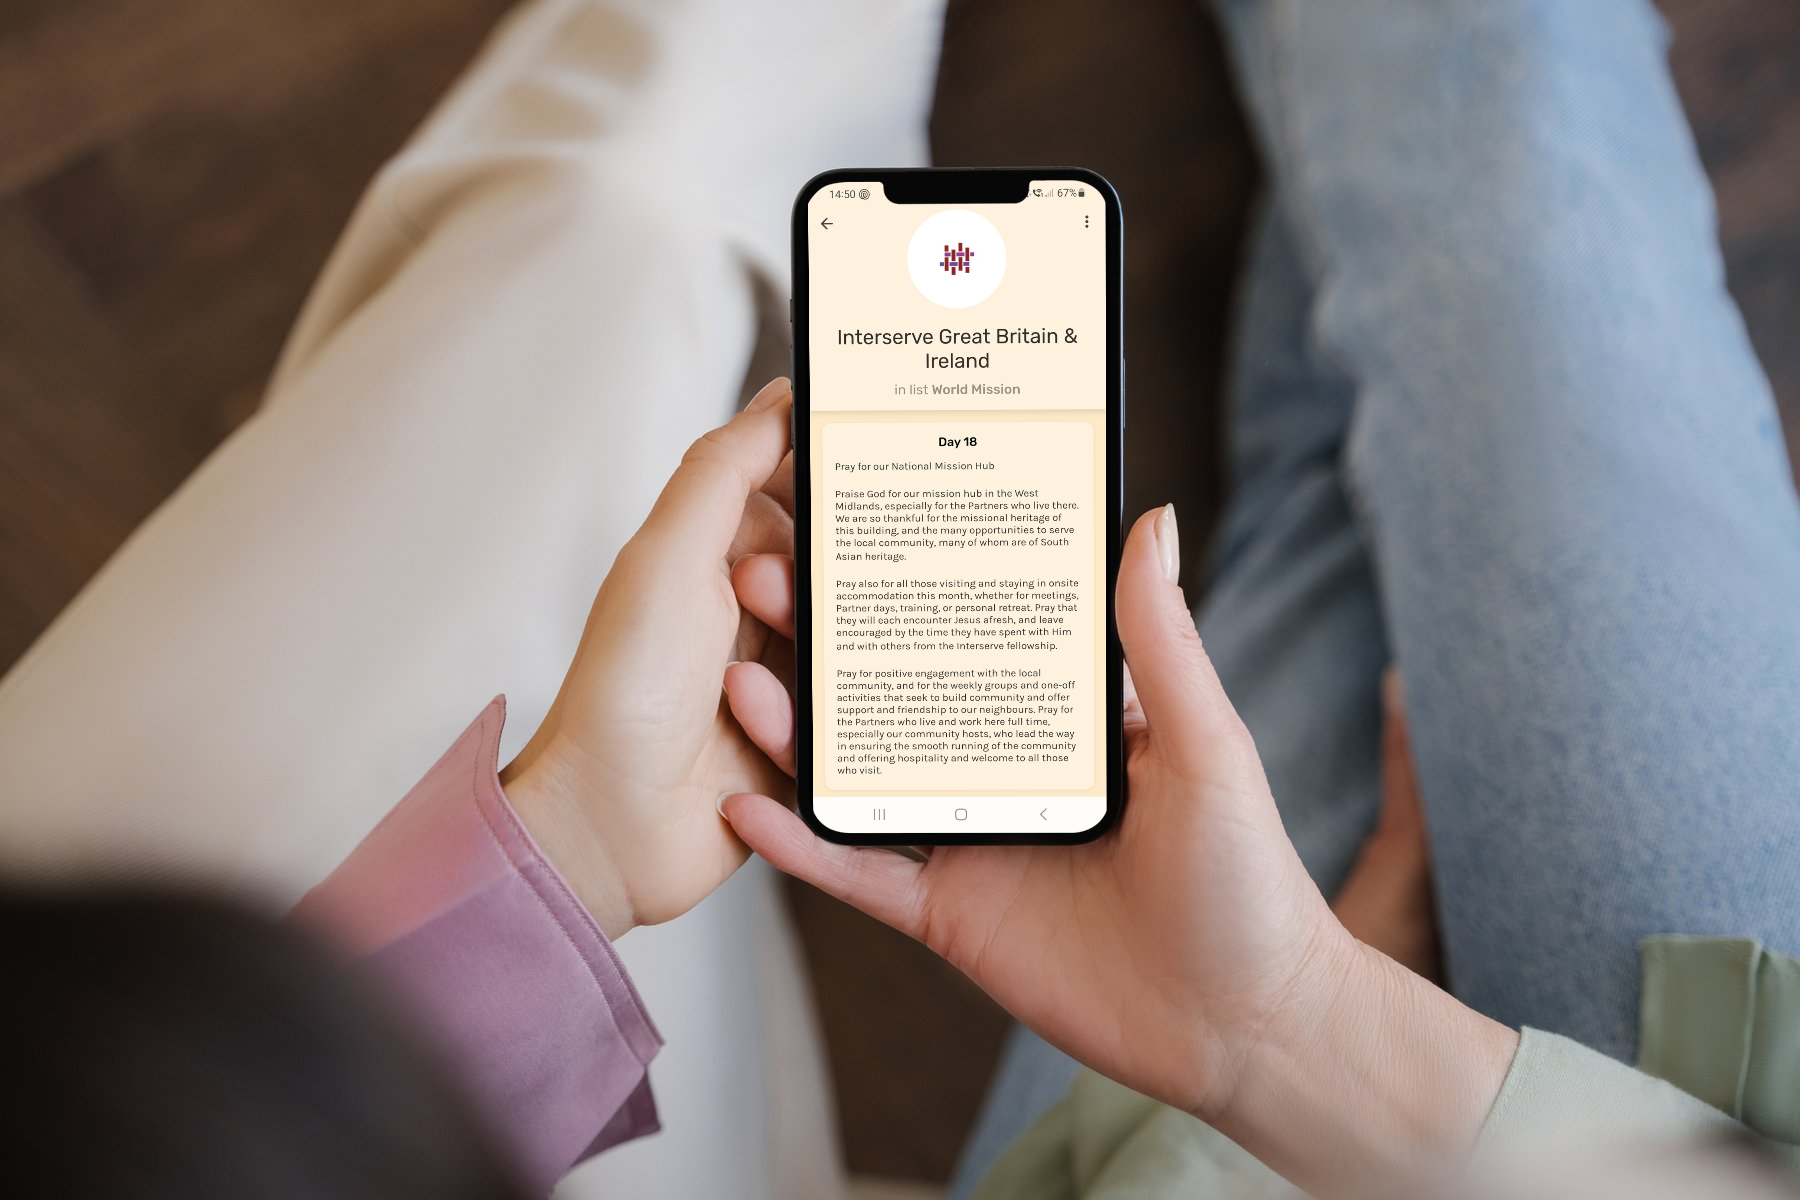 14:50
67%
Interserve Great Britain &
Ireland
in list World Mission
Day 18
Pray for our National Mission Hub
Praise God for our mission hub in the West
Midlands, especially for the Partners who live there.
We are so thankful for the missional heritage of
this building, and the many opportunities to serve
the local community, many of whom are of South
Asian heritage.
Pray also for all those visiting and staying in onsite
accommodation this month, whether for meetings,
Partner days, training, or personal retreat. Pray that
they will each encounter Jesus afresh, and leave
encouraged by the time they have spent with Him
and with others from the Interserve fellowship.
Pray for positive engagement with the local
community, and for the weekly groups and one-off
activities that seek to build community and offer
support and friendship to our neighbours. Pray for
the Partners who live and work here full time,
especially our community hosts, who lead the way
in ensuring the smooth running of the community
and offering hospitality and welcome to all those
who visit.